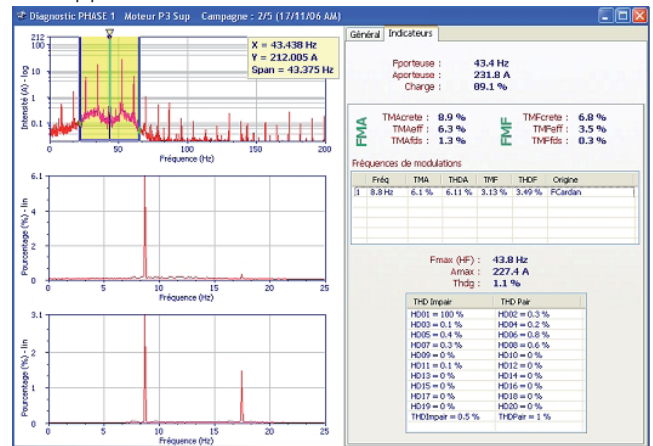 Diagnostic PHASE 1 Moteur P3 Sup Campagne : 2/5 (17/11/06 AM)
212
100
10
1
0.1
Intensité (A) - log
X = 43.438 Hz
Y = 212.005 A
Span = 43.375 Hz
0 50 100 150 200
Fréquence (Hz)
6.1
4
2
0
Pourcentage (%) - lin
0 5 10 15 20 25
Fréquence (Hz)
3.1
2
1
0
Pourcentage (%) - lin
0 5 10 15 20 25
Fréquence (Hz)
Général Indicateurs
Fporteuse : 43.4 Hz
Aporteuse : 231.8 A
Charge : 89.1 %
FMA
TMAcrete : 8.9 %
TMAeff : 6.3 %
TMAfds : 1.3 %
FMF
TMFcrete : 6.8 %
TMFeff : 3.5 %
TMFfds : 0.3 %
Fréquences de modulations
Fréq TMA THDA TMF THDF Origine
1 8.8 Hz 6.1 % 6.11 % 3.13 % 3.49 % FCardan
Fmax (HF) : 43.8 Hz
Amax : 227.4 A
Thdg : 1.1 %
THD Impair THD Pair
HD01 = 100 % HD02 = 0.3 %
HD03 = 0.1 % HD04 = 0.2 %
HD05 = 0.4 % HD06 = 0.8 %
HD07 = 0.3 % HD08 = 0.6 %
HD09 = 0 % HD10 = 0 %
HD11 = 0.1 % HD12 = 0 %
HD13 = 0 % HD14 = 0 %
HD15 = 0 % HD16 = 0 %
HD17 = 0 % HD18 = 0 %
HD19 = 0 % HD20 = 0 %
THDImpair = 0.5 % THDPair = 1 %